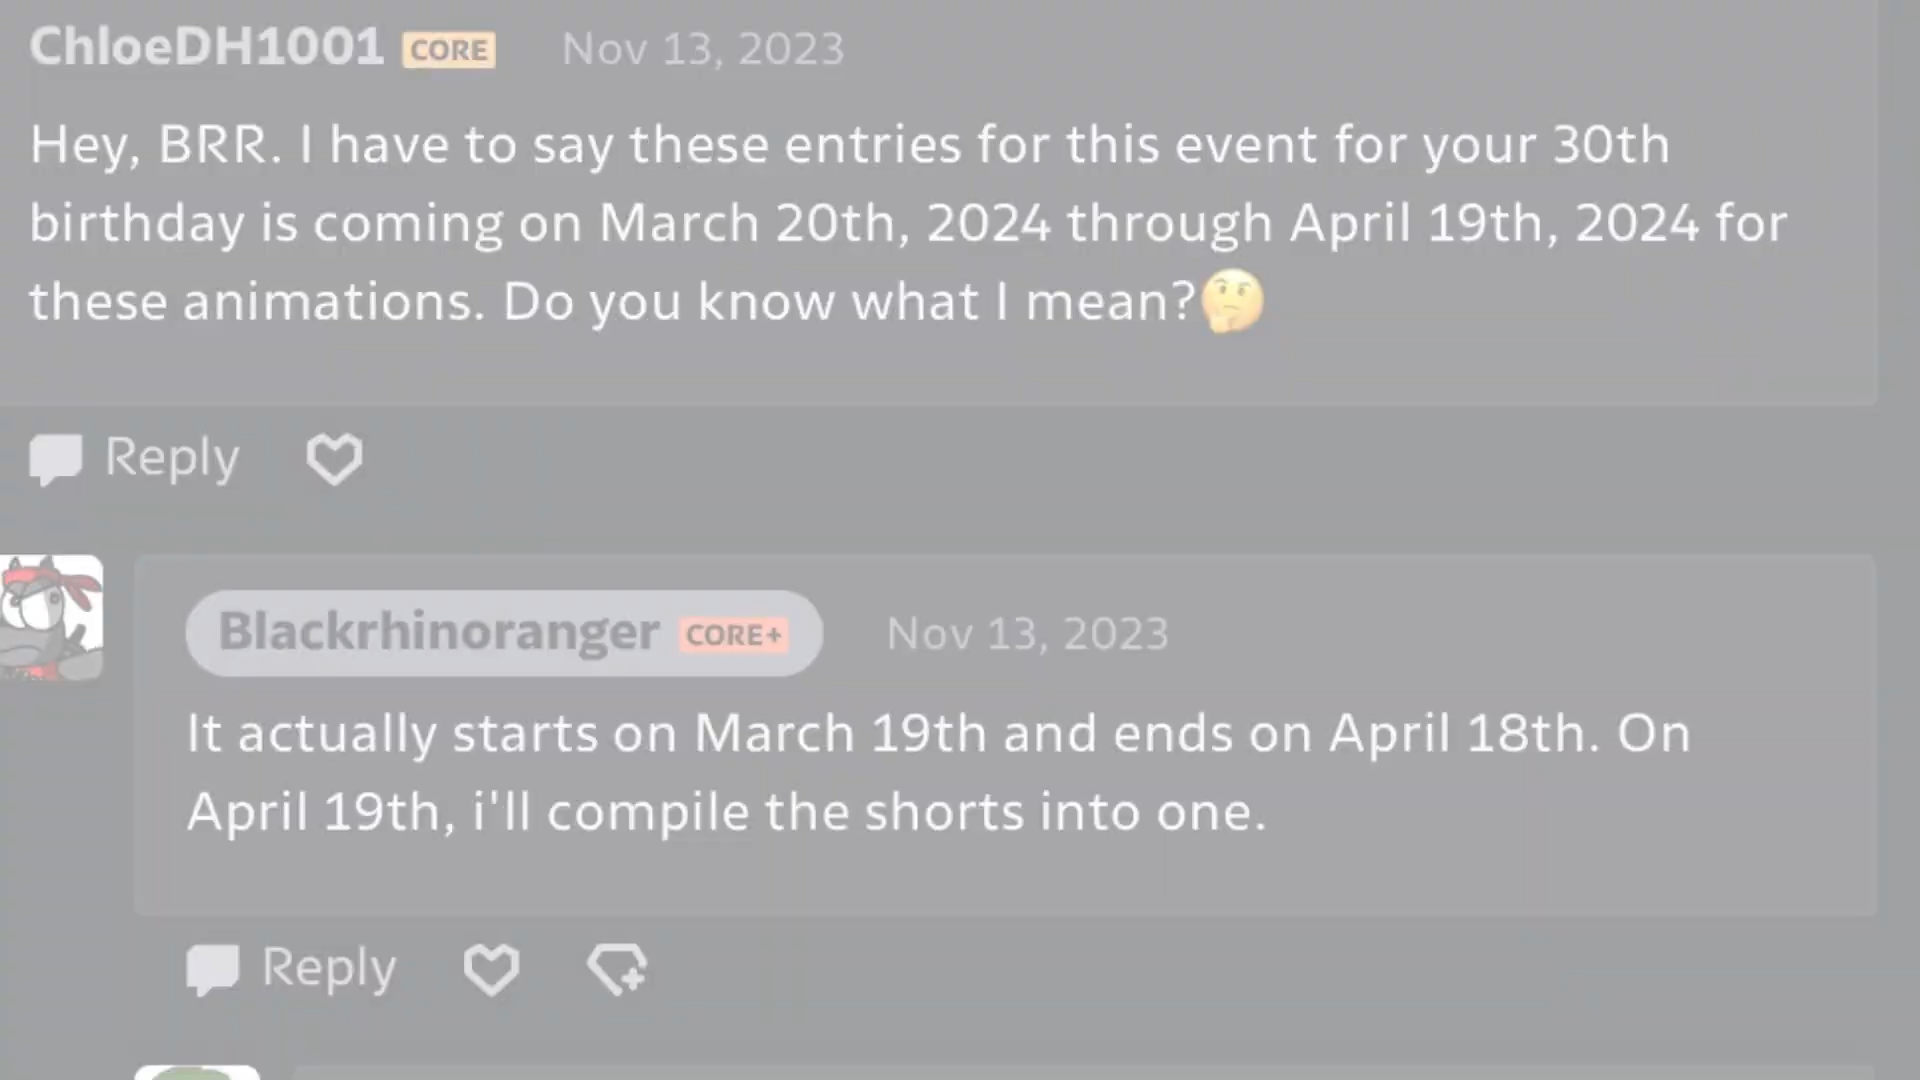 ChloeDH1001 CORE Nov 13, 2023
Hey, BRR. I have to say these entries for this event for your 30th
birthday is coming on March 20th, 2024 through April 19th, 2024 for
these animations. Do you know what I mean?🤔
Reply
Blackrhinoranger CORE+ Nov 13, 2023
It actually starts on March 19th and ends on April 18th. On
April 19th, i'll compile the shorts into one.
Reply